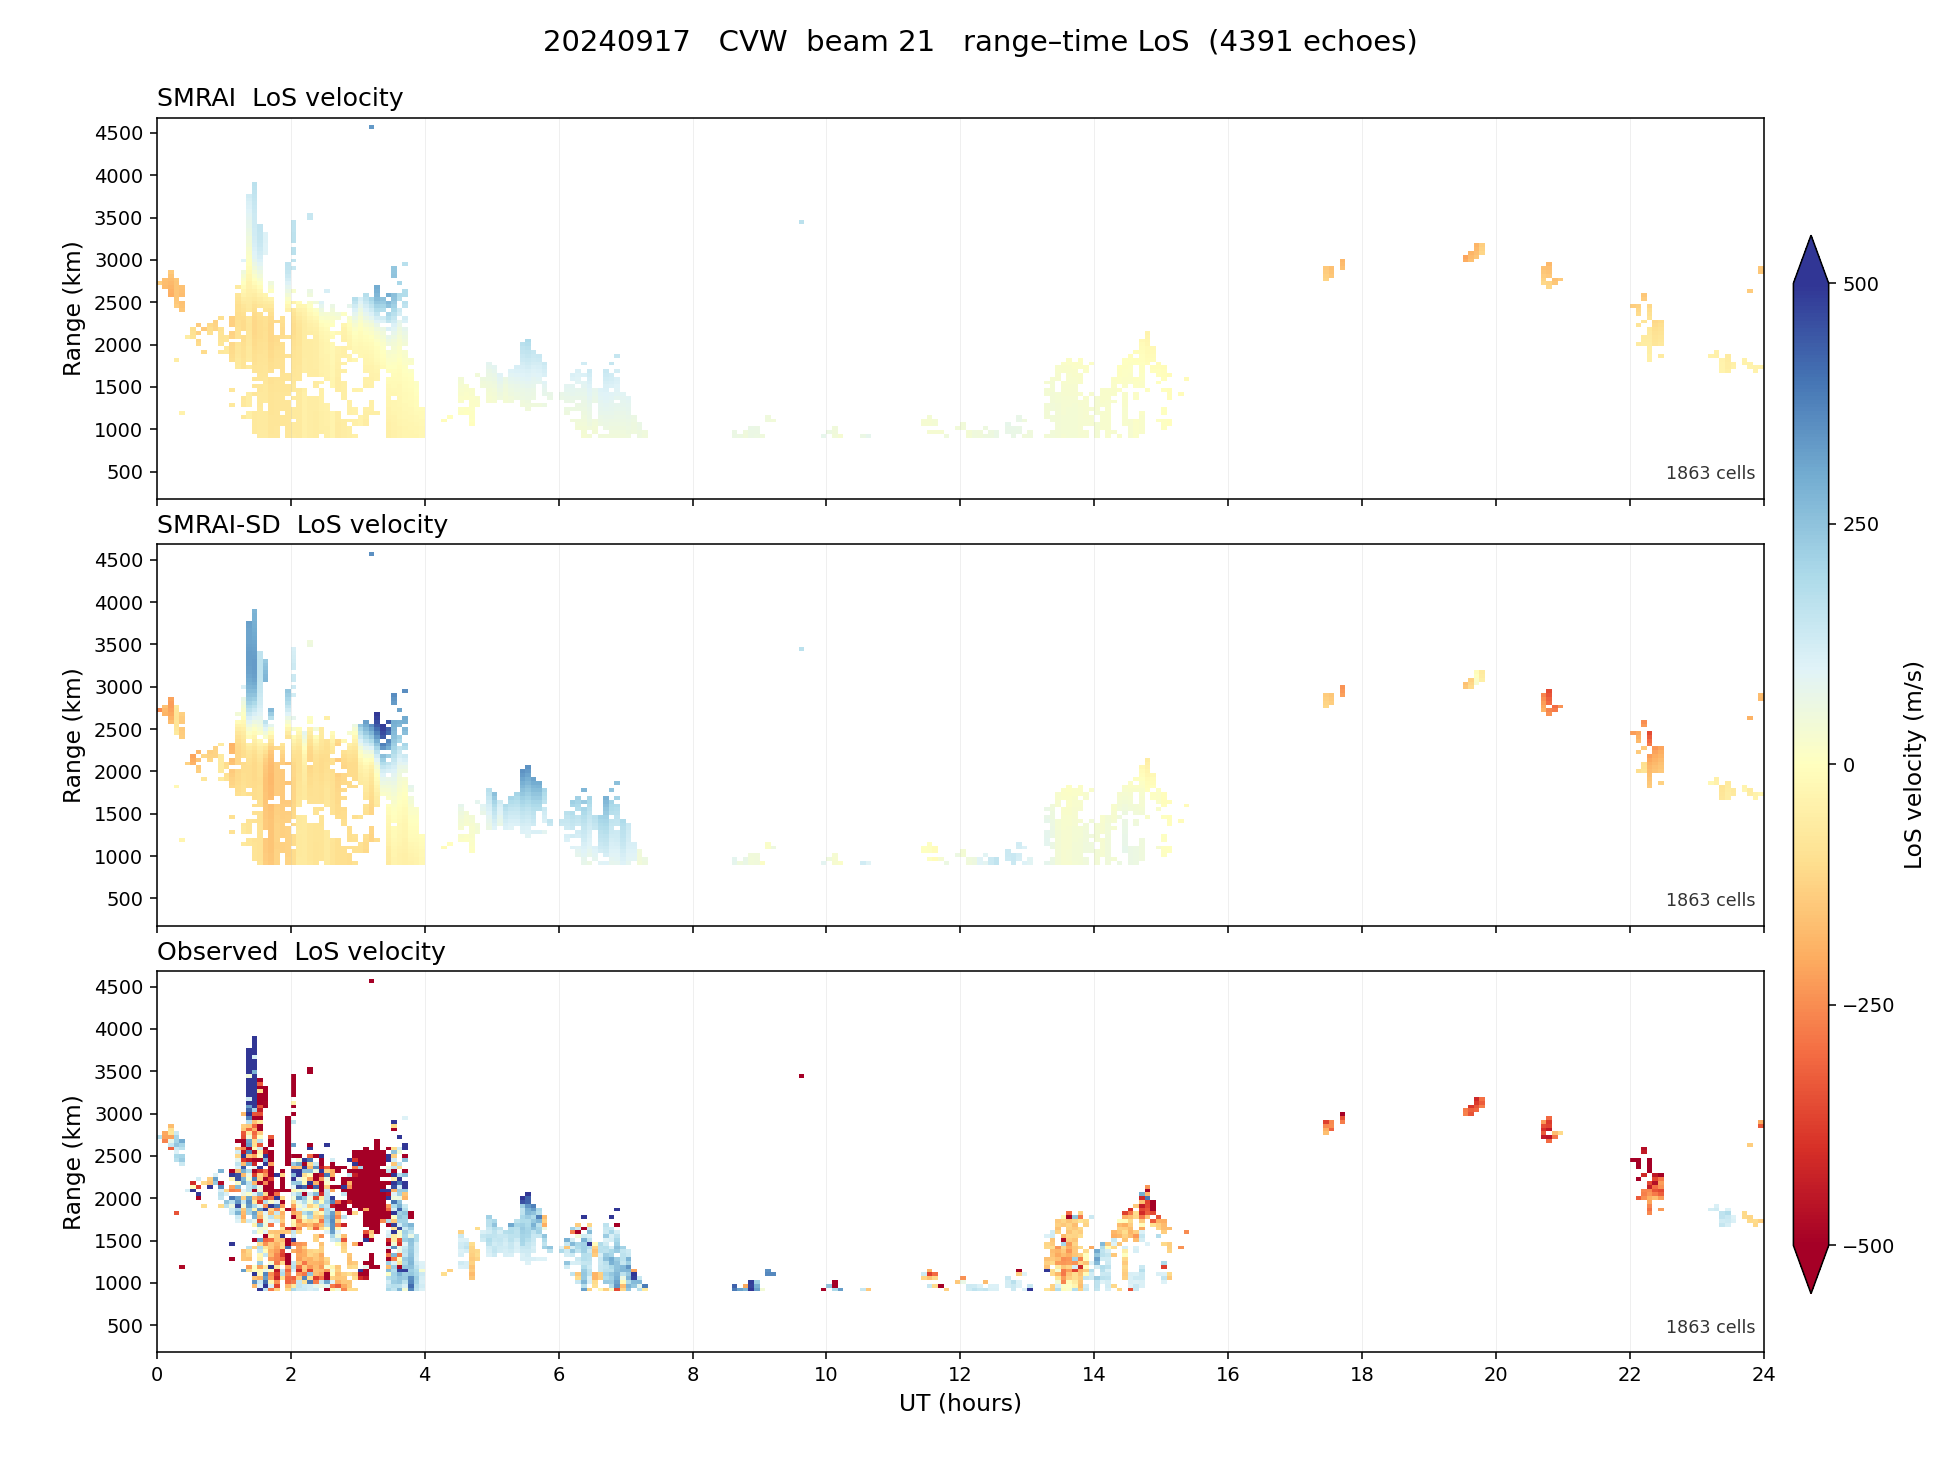 20240917   CVW  beam 21   range–time LoS  (4391 echoes)
SMRAI  LoS velocity
4500
4000
3500
3000
2500
2000
1500
1000
500
Range (km)
1863 cells
SMRAI-SD  LoS velocity
4500
4000
3500
3000
2500
2000
1500
1000
500
Range (km)
1863 cells
Observed  LoS velocity
4500
4000
3500
3000
2500
2000
1500
1000
500
Range (km)
1863 cells
0 2 4 6 8 10 12 14 16 18 20 22 24
UT (hours)
500
250
0
−250
−500
LoS velocity (m/s)